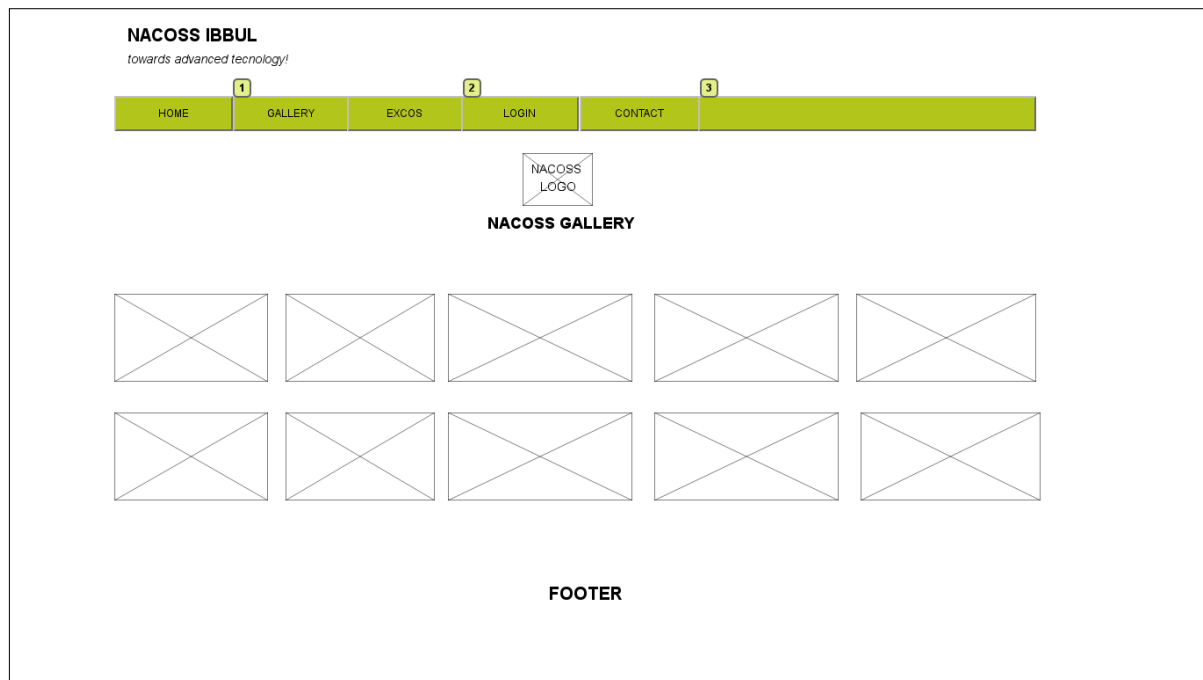 NACOSS IBBUL
towards advanced tecnology!
1 2 3
HOME GALLERY EXCOS LOGIN CONTACT
NACOSS
LOGO
NACOSS GALLERY
FOOTER